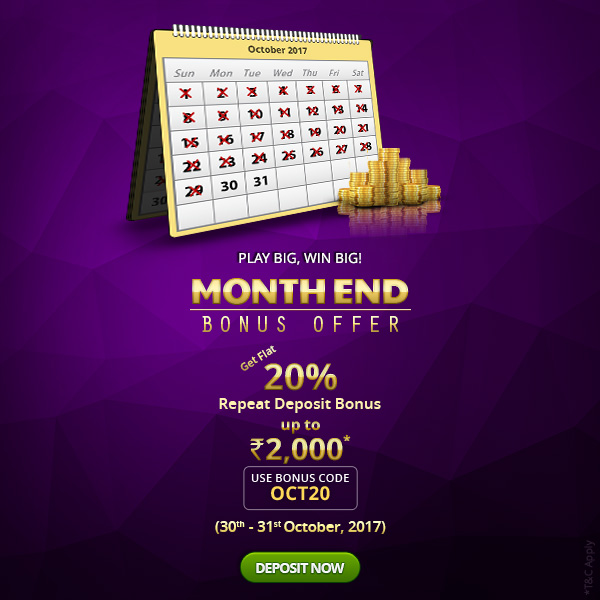 October 2017
Sun Mon Tue Wed Thu Fri Sat
1 2 3 4 5 6 7
8 9 10 11 12 13 14
15 16 17 18 19 20 21
22 23 24 25 26 27 28
29 30 31
PLAY BIG, WIN BIG!
MONTH END
BONUS OFFER
Get Flat
20%
Repeat Deposit Bonus
up to
₹2,000*
USE BONUS CODE
OCT20
(30th - 31st October, 2017)
DEPOSIT NOW
*T&C Apply